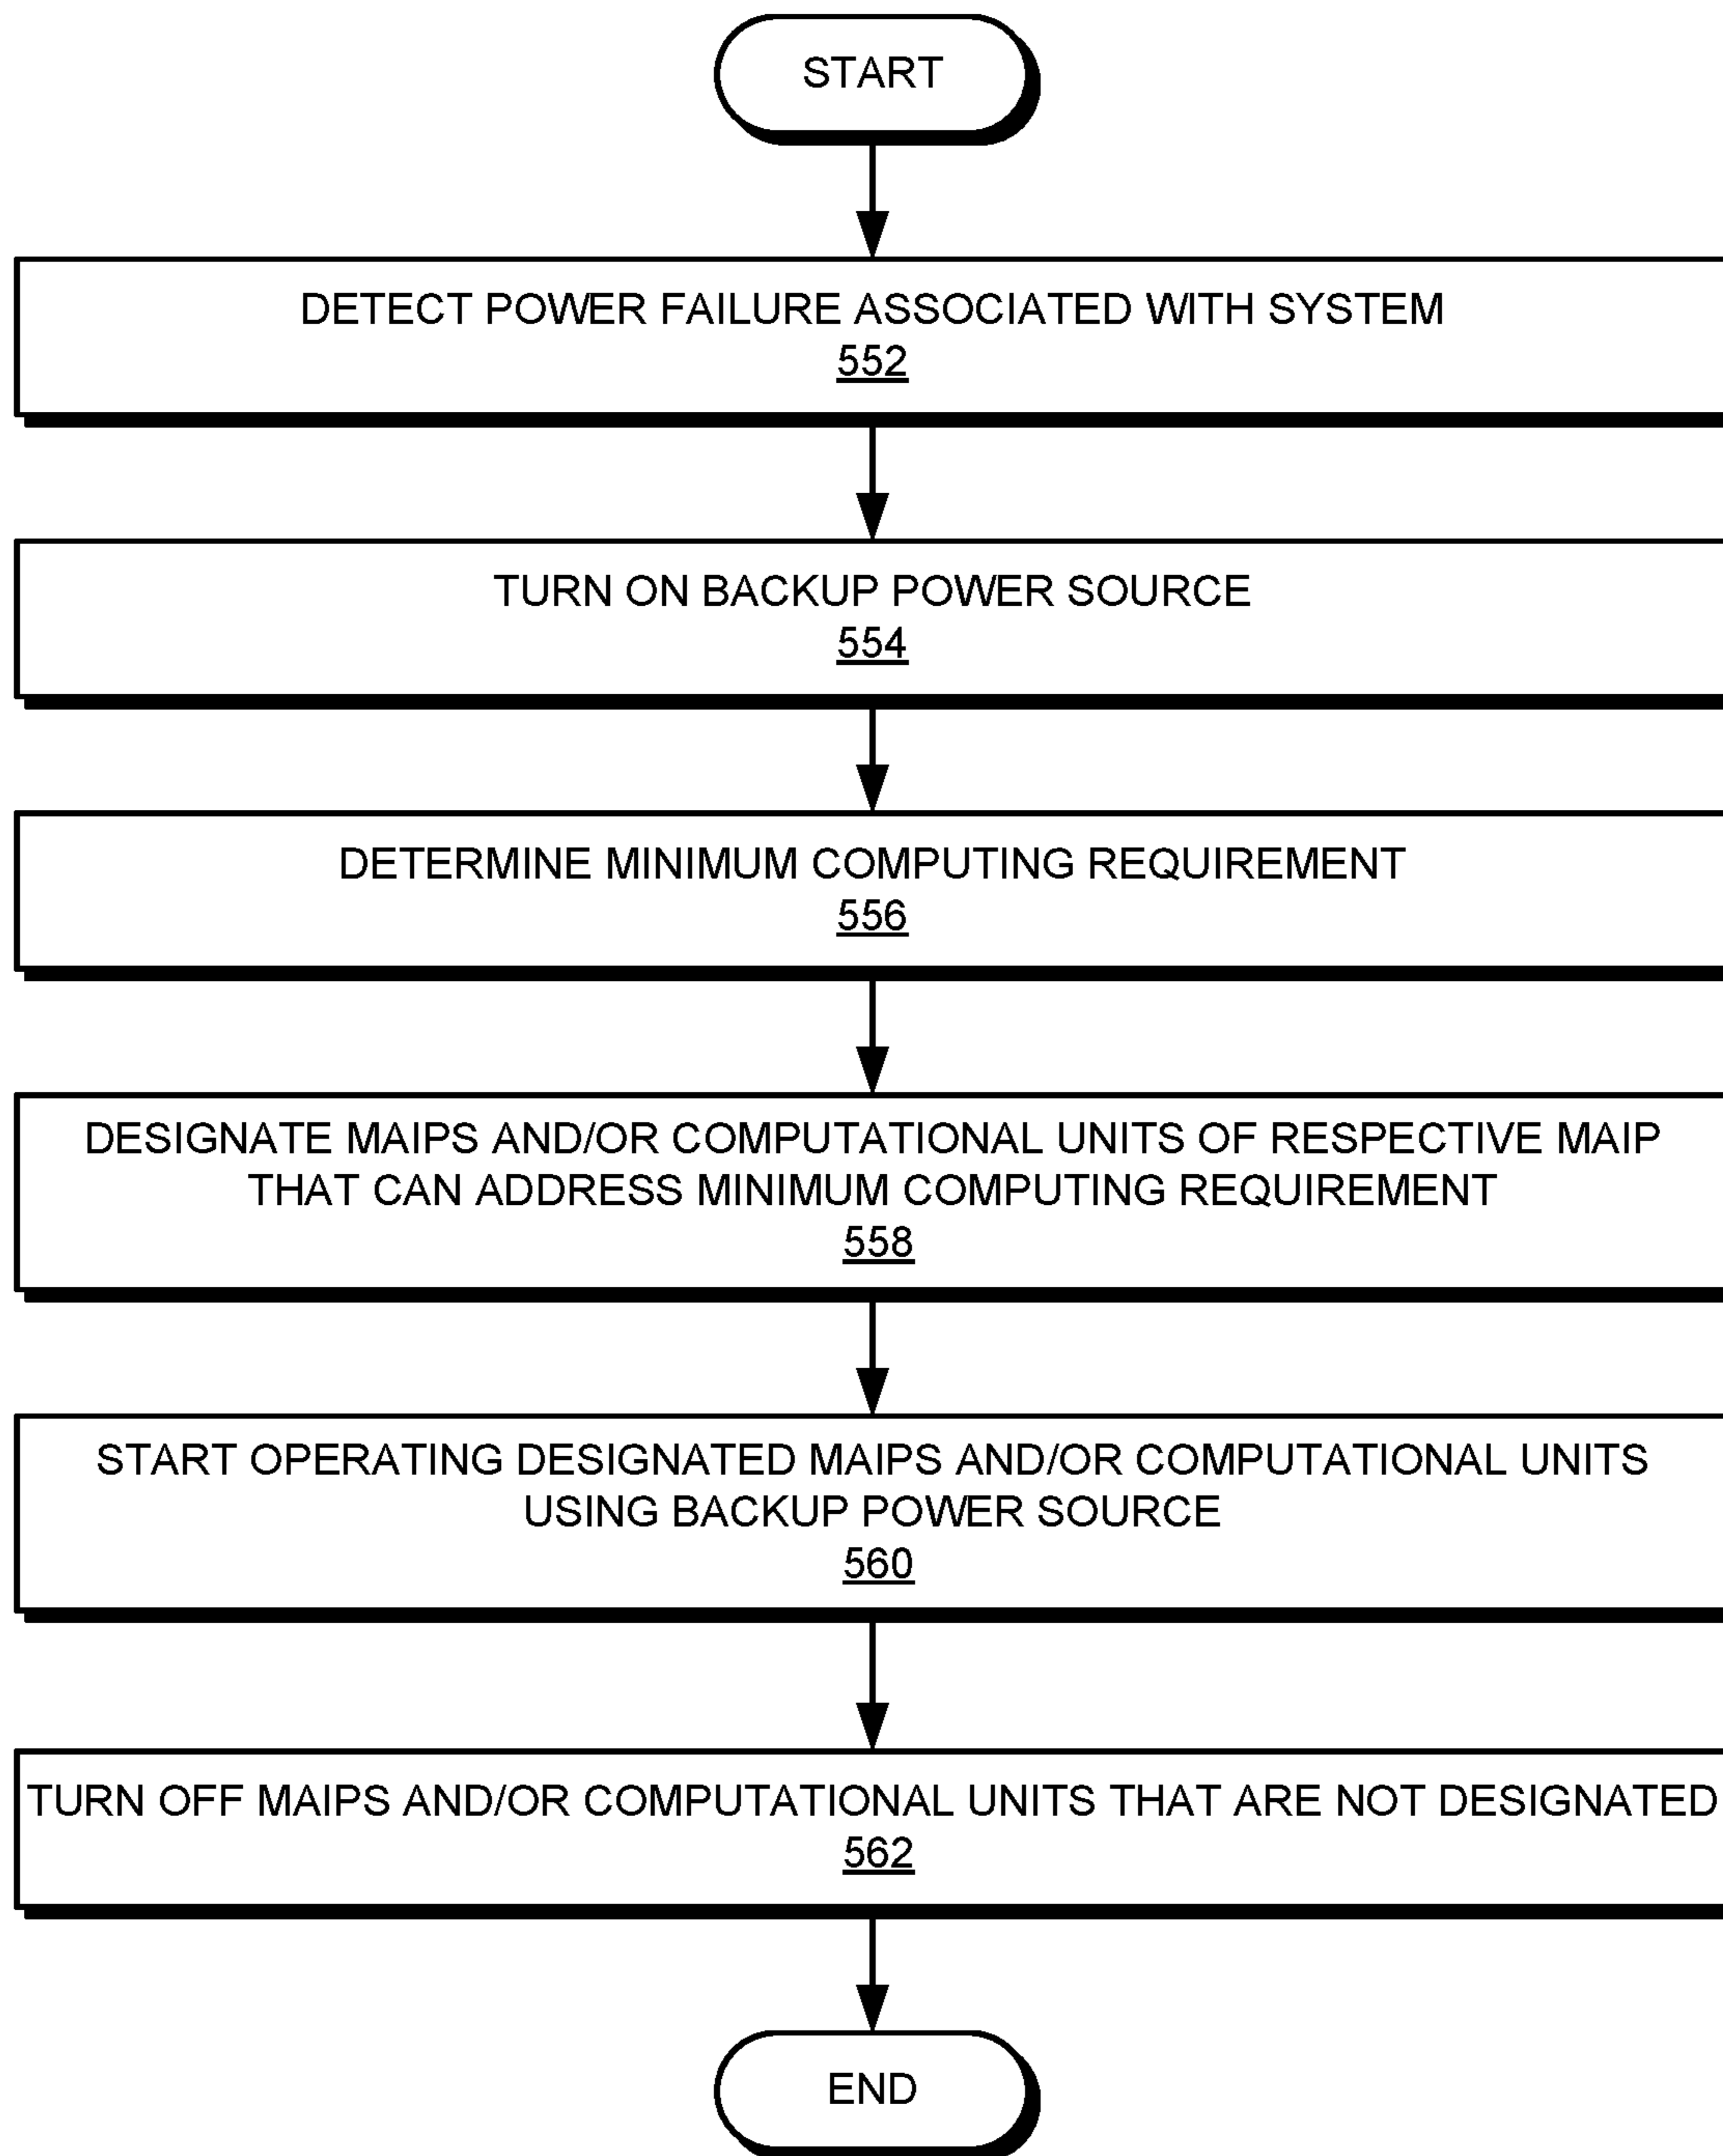 START
DETECT POWER FAILURE ASSOCIATED WITH SYSTEM
552
TURN ON BACKUP POWER SOURCE
554
DETERMINE MINIMUM COMPUTING REQUIREMENT
556
DESIGNATE MAIPS AND/OR COMPUTATIONAL UNITS OF RESPECTIVE MAIP
THAT CAN ADDRESS MINIMUM COMPUTING REQUIREMENT
558
START OPERATING DESIGNATED MAIPS AND/OR COMPUTATIONAL UNITS
USING BACKUP POWER SOURCE
560
TURN OFF MAIPS AND/OR COMPUTATIONAL UNITS THAT ARE NOT DESIGNATED
562
END